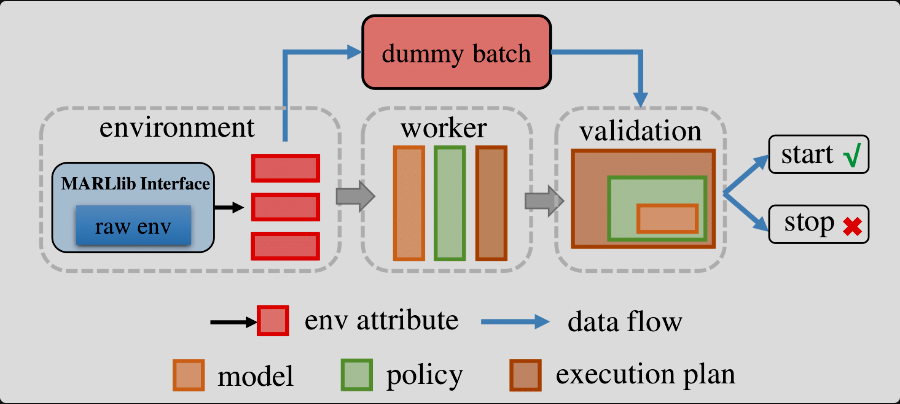 dummy batch
environment
worker
validation
MARLlib Interface
raw env
start √
stop ✖
env attribute
data flow
model
policy
execution plan